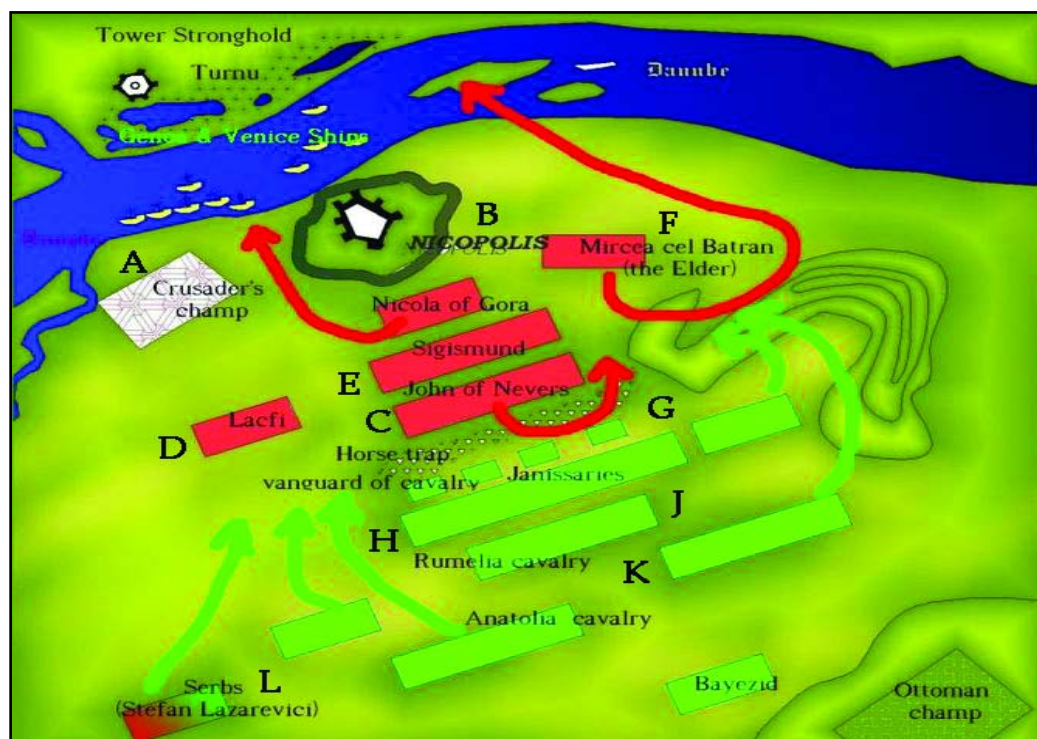 Tower Stronghold
Turnu
Danube
Genoa & Venice Ships
B
NICOPOLIS
NICOPOLIS
F
Mircea cel Batran
(the Elder)
A
Crusader's
champ
Nicola of Gora
Sigismund
E
John of Nevers
C
Lacfi
D
G
Horse trap
vanguard of cavalry
Janissaries
H
J
Rumelia cavalry
K
Anatolia cavalry
Serbs
L
(Stefan Lazarevici)
Bayezid
Ottoman
champ